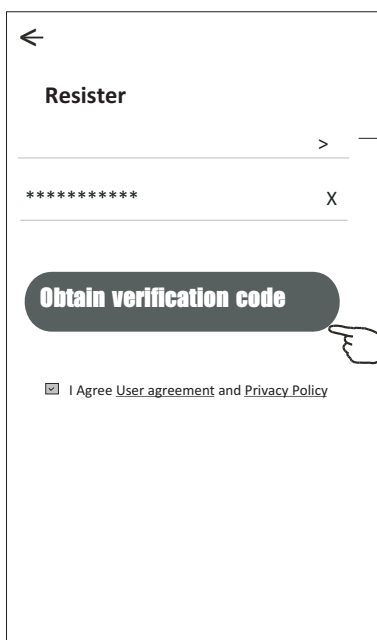 Resister
>
*********** X
Obtain verification code
I Agree User agreement and Privacy Policy